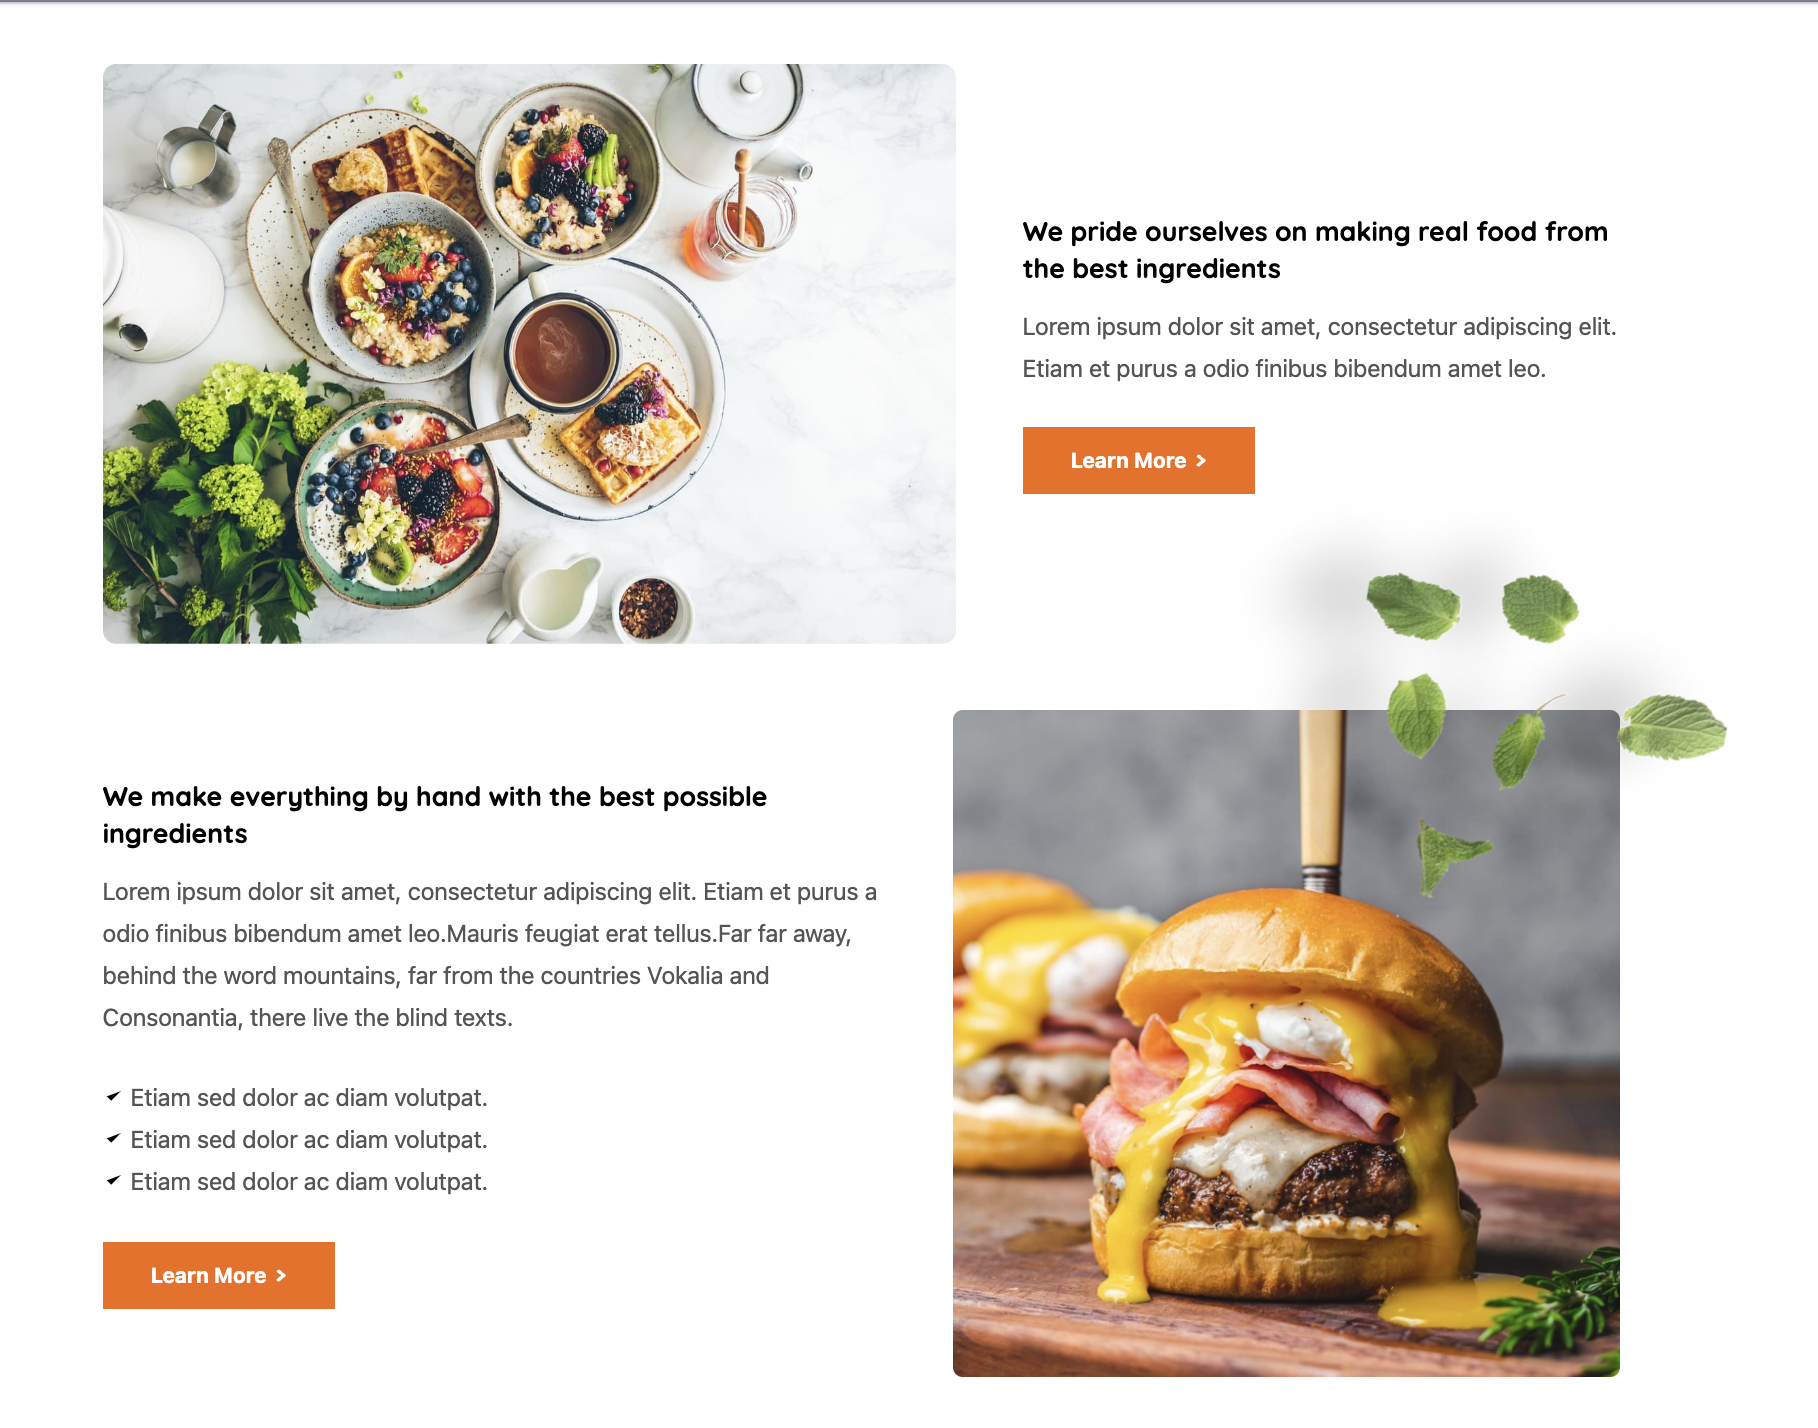 We pride ourselves on making real food from
the best ingredients
Lorem ipsum dolor sit amet, consectetur adipiscing elit.
Etiam et purus a odio finibus bibendum amet leo.
Learn More >
We make everything by hand with the best possible
ingredients
Lorem ipsum dolor sit amet, consectetur adipiscing elit. Etiam et purus a
odio finibus bibendum amet leo.Mauris feugiat erat tellus.Far far away,
behind the word mountains, far from the countries Vokalia and
Consonantia, there live the blind texts.
Etiam sed dolor ac diam volutpat.
Etiam sed dolor ac diam volutpat.
Etiam sed dolor ac diam volutpat.
Learn More >